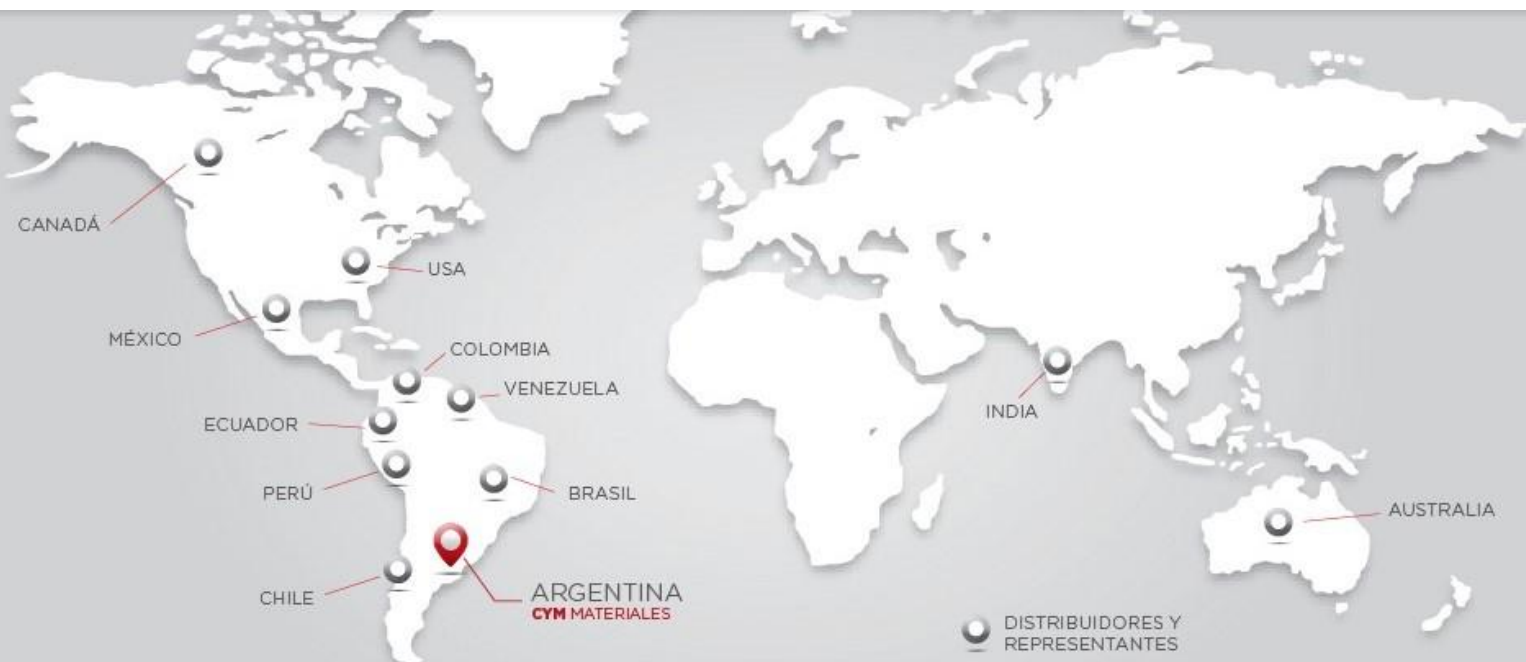 CANADÁ
USA
MÉXICO
COLOMBIA
VENEZUELA
ECUADOR
INDIA
PERÚ
BRASIL
AUSTRALIA
CHILE
ARGENTINA
CYM MATERIALES
DISTRIBUIDORES Y
REPRESENTANTES